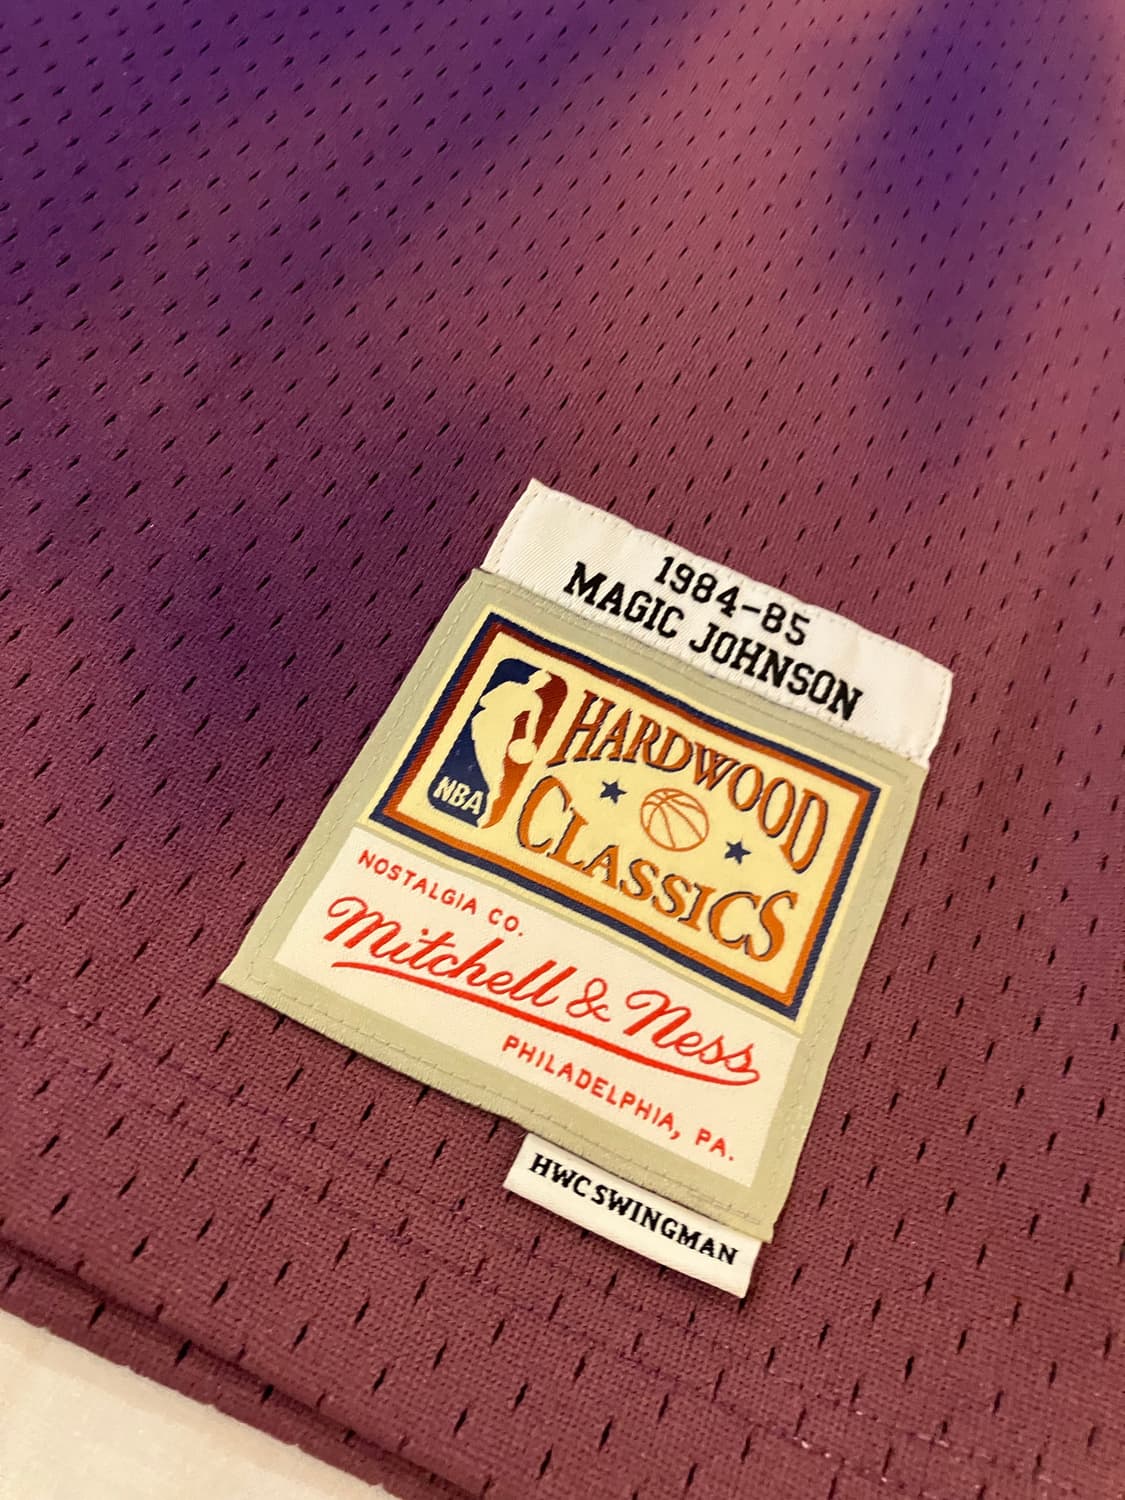 1984-85
MAGIC JOHNSON
HARDWOOD
CLASSICS
NBA
NOSTALGIA CO.
Mitchell & Ness
PHILADELPHIA, PA.
HWC SWINGMAN